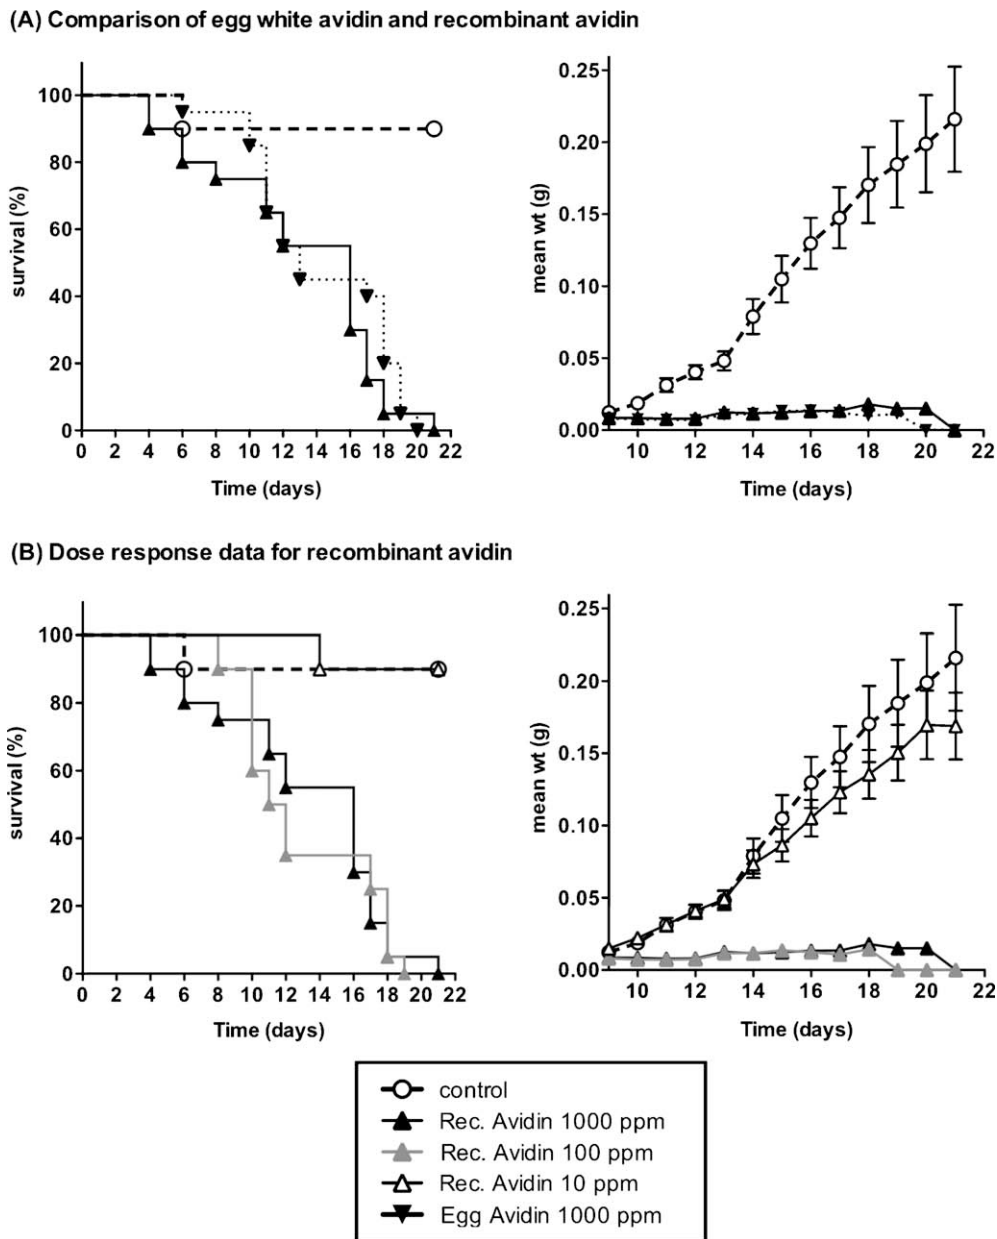 (A) Comparison of egg white avidin and recombinant avidin
100
80
60
40
20
0
survival (%)
0 2 4 6 8 10 12 14 16 18 20 22
Time (days)
0.25
0.20
0.15
0.10
0.05
0.00
mean wt (g)
10 12 14 16 18 20 22
Time (days)
(B) Dose response data for recombinant avidin
100
80
60
40
20
0
survival (%)
0 2 4 6 8 10 12 14 16 18 20 22
Time (days)
0.25
0.20
0.15
0.10
0.05
0.00
mean wt (g)
10 12 14 16 18 20 22
Time (days)
control
Rec. Avidin 1000 ppm
Rec. Avidin 100 ppm
Rec. Avidin 10 ppm
Egg Avidin 1000 ppm